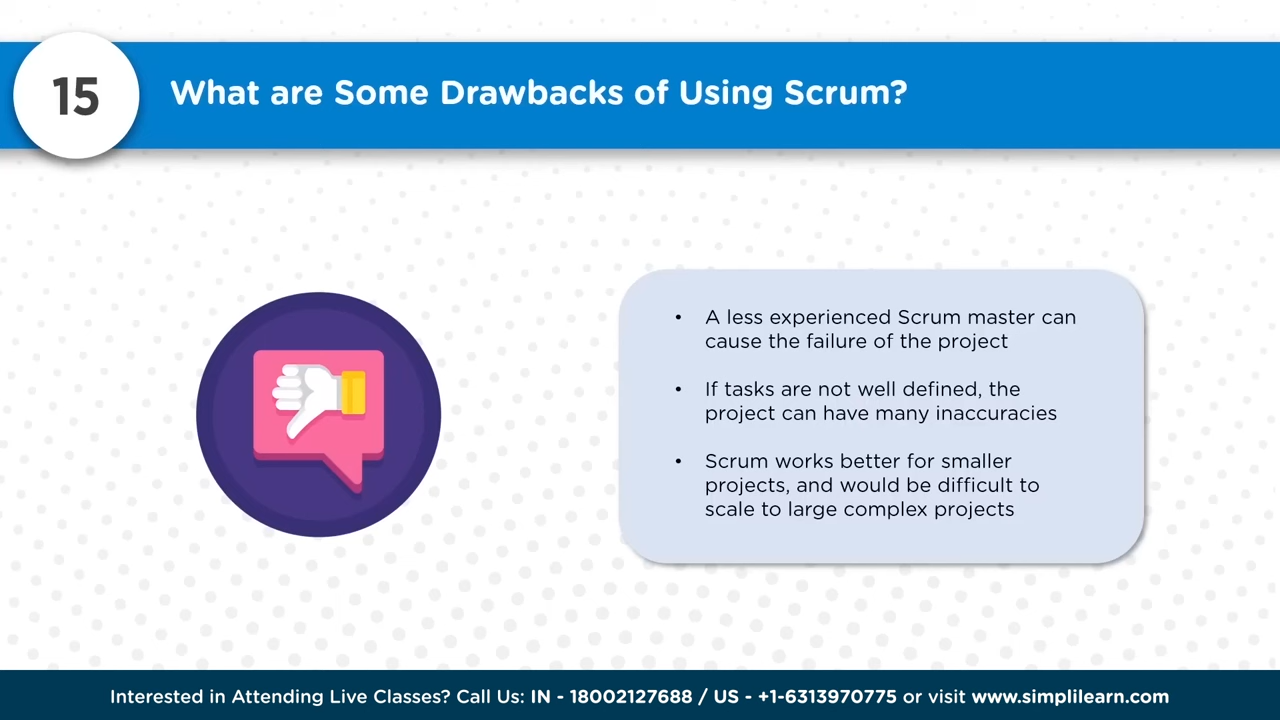 15
What are Some Drawbacks of Using Scrum?
• A less experienced Scrum master can
cause the failure of the project
• If tasks are not well defined, the
project can have many inaccuracies
• Scrum works better for smaller
projects, and would be difficult to
scale to large complex projects
Interested in Attending Live Classes? Call Us: IN - 18002127688 / US - +1-6313970775 or visit www.simplilearn.com